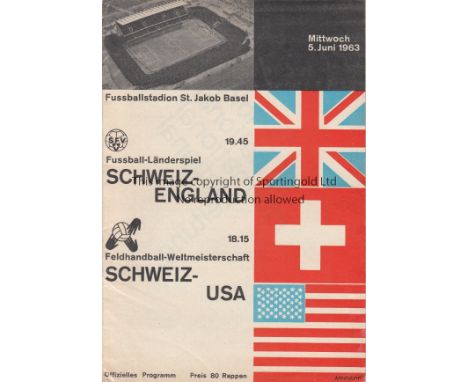 Mittwoch
5. Juni 1963
Fussballstadion St. Jakob Basel
SFV
19.45
Fussball-Länderspiel
SCHWEIZ-
ENGLAND
This image copyright of Sportingold Limited
No reproduction allowed
18.15
Feldhandball-Weltmeisterschaft
SCHWEIZ-
USA
Offizielles Programm Preis 80 Rappen